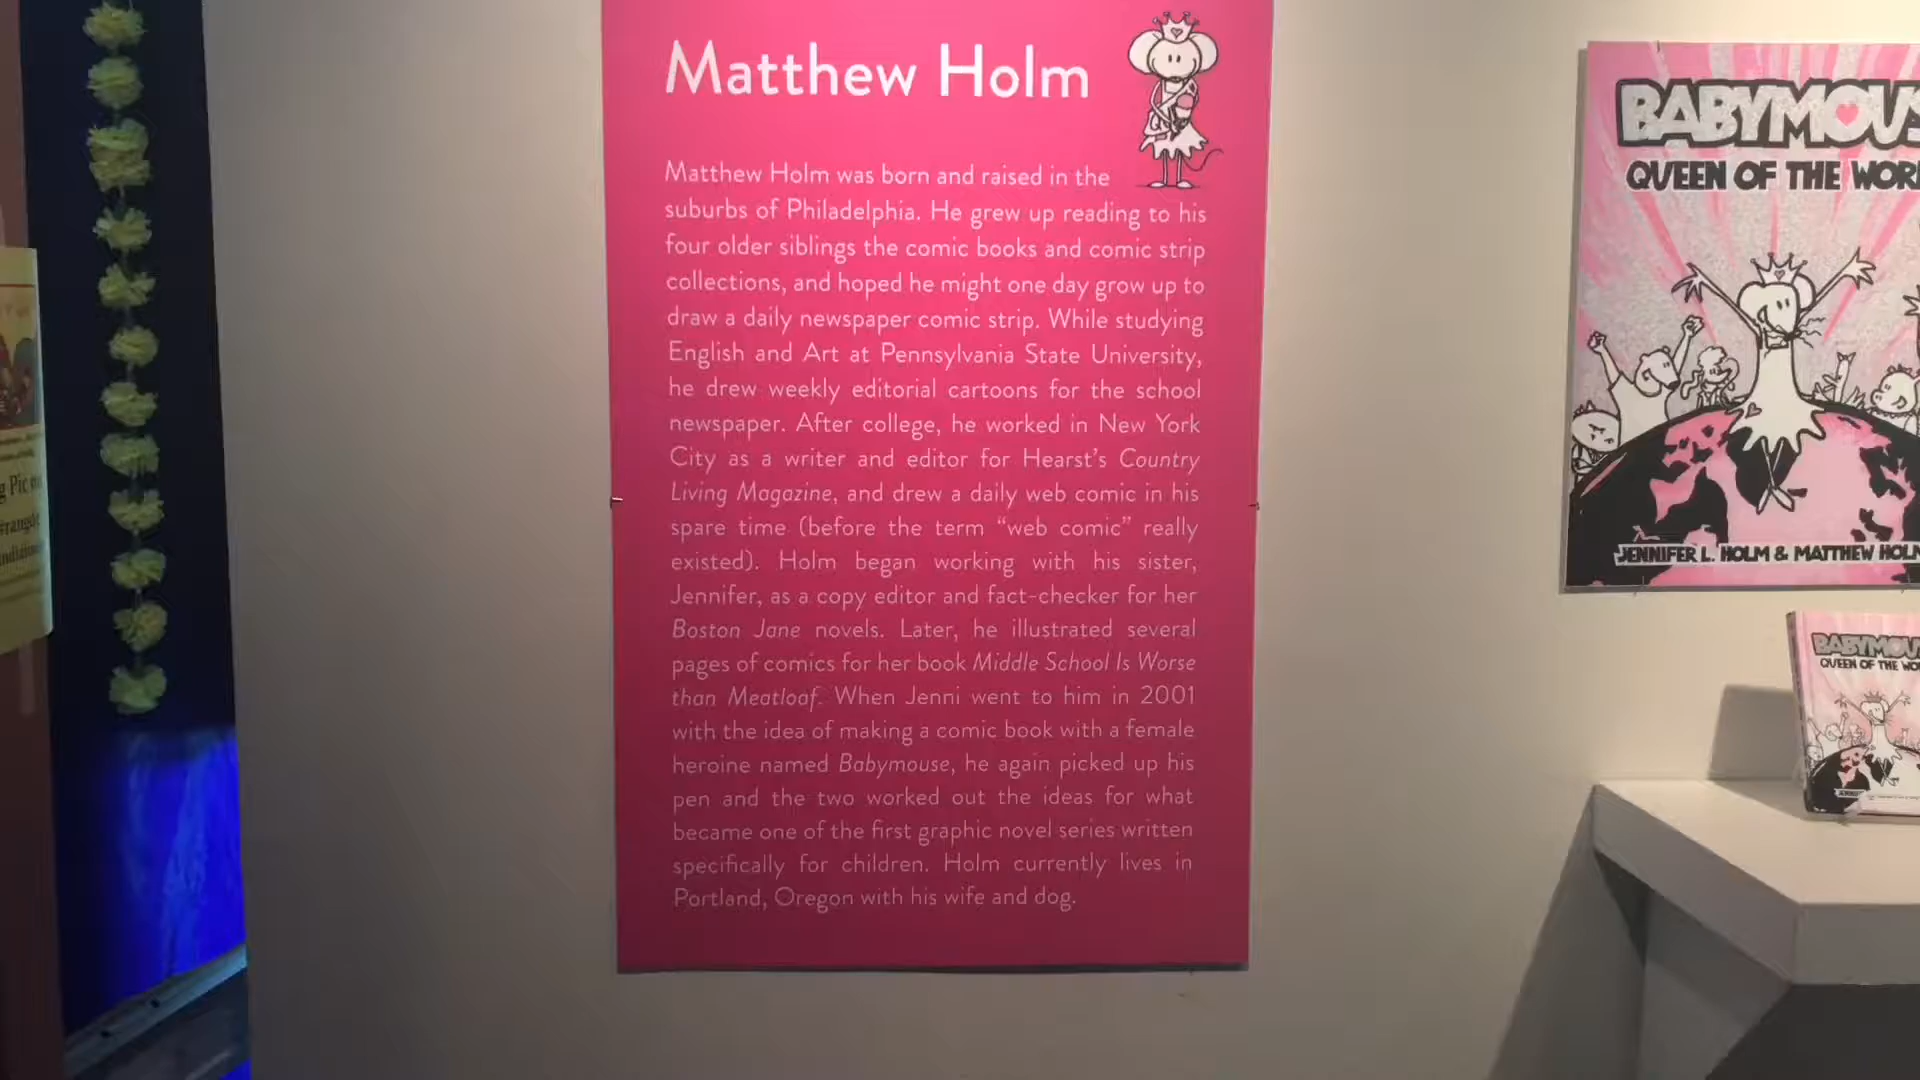 Matthew Holm
Matthew Holm was born and raised in the
suburbs of Philadelphia. He grew up reading to his
four older siblings the comic books and comic strip
collections, and hoped he might one day grow up to
draw a daily newspaper comic strip. While studying
English and Art at Pennsylvania State University,
he drew weekly editorial cartoons for the school
newspaper. After college, he worked in New York
City as a writer and editor for Hearst's Country
Living Magazine, and drew a daily web comic in his
spare time (before the term “web comic” really
existed). Holm began working with his sister,
Jennifer, as a copy editor and fact-checker for her
Boston Jane novels. Later, he illustrated several
pages of comics for her book Middle School Is Worse
than Meatloaf. When Jenni went to him in 2001
with the idea of making a comic book with a female
heroine named Babymouse, he again picked up his
pen and the two worked out the ideas for what
became one of the first graphic novel series written
specifically for children. Holm currently lives in
Portland, Oregon with his wife and dog.
BABYMOUS
QUEEN OF THE WOR
JENNIFER L. HOLM & MATTHEW HOLM
BABYMOU
QUEEN OF THE WO